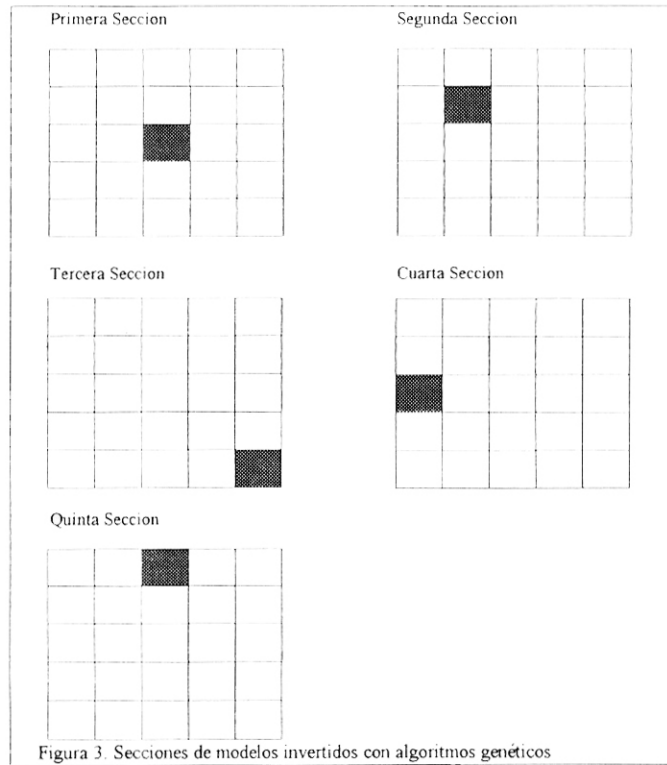 Primera Seccion
Segunda Seccion
Tercera Seccion
Cuarta Seccion
Quinta Seccion
Figura 3. Secciones de modelos invertidos con algoritmos genéticos